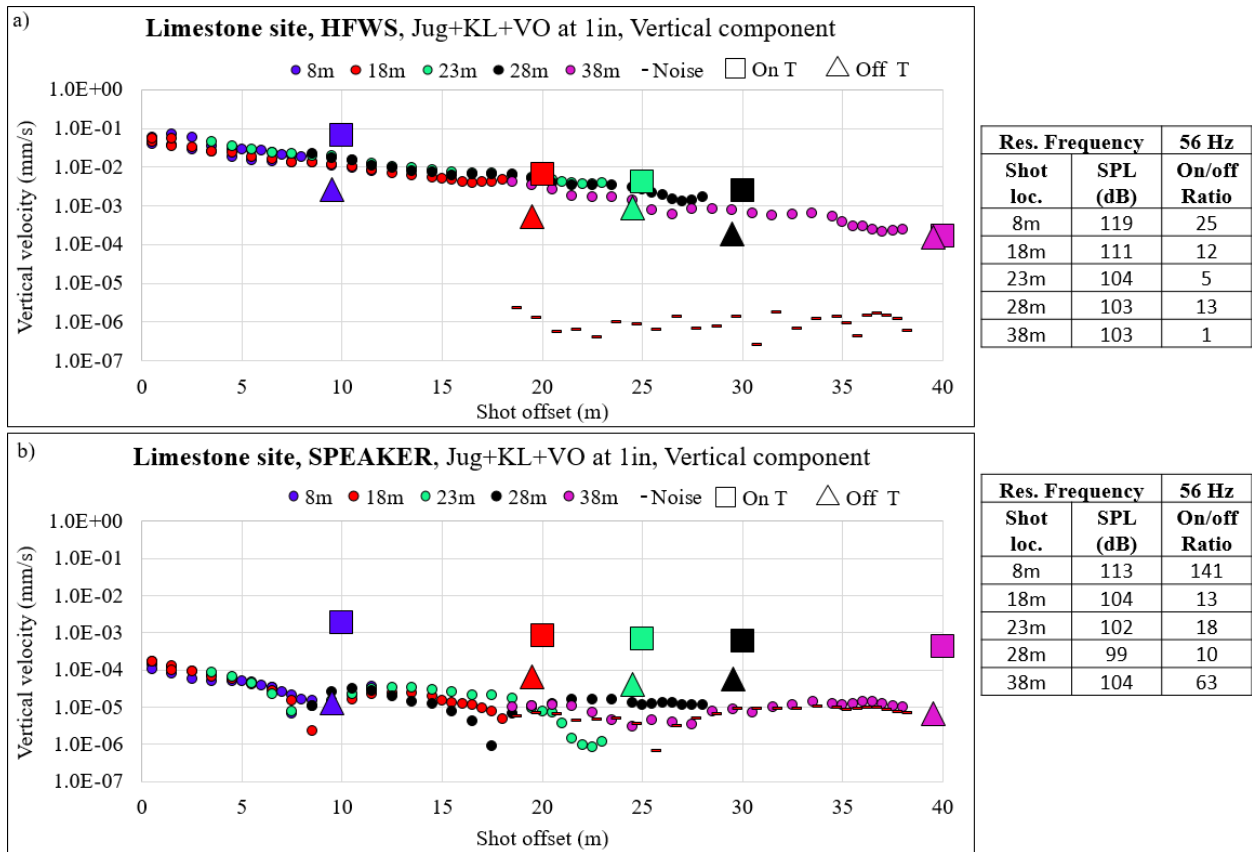 a)
Limestone site, HFWS, Jug+KL+VO at 1in, Vertical component
8m 18m 23m 28m 38m Noise On T Off T
Vertical velocity (mm/s)
1.0E+00
1.0E-01
1.0E-02
1.0E-03
1.0E-04
1.0E-05
1.0E-06
1.0E-07
0 5 10 15 20 25 30 35 40
Shot offset (m)
Res. Frequency 56 Hz
Shot loc. SPL (dB) On/off Ratio
8m 119 25
18m 111 12
23m 104 5
28m 103 13
38m 103 1
b)
Limestone site, SPEAKER, Jug+KL+VO at 1in, Vertical component
8m 18m 23m 28m 38m Noise On T Off T
Vertical velocity (mm/s)
1.0E+00
1.0E-01
1.0E-02
1.0E-03
1.0E-04
1.0E-05
1.0E-06
1.0E-07
0 5 10 15 20 25 30 35 40
Shot offset (m)
Res. Frequency 56 Hz
Shot loc. SPL (dB) On/off Ratio
8m 113 141
18m 104 13
23m 102 18
28m 99 10
38m 104 63